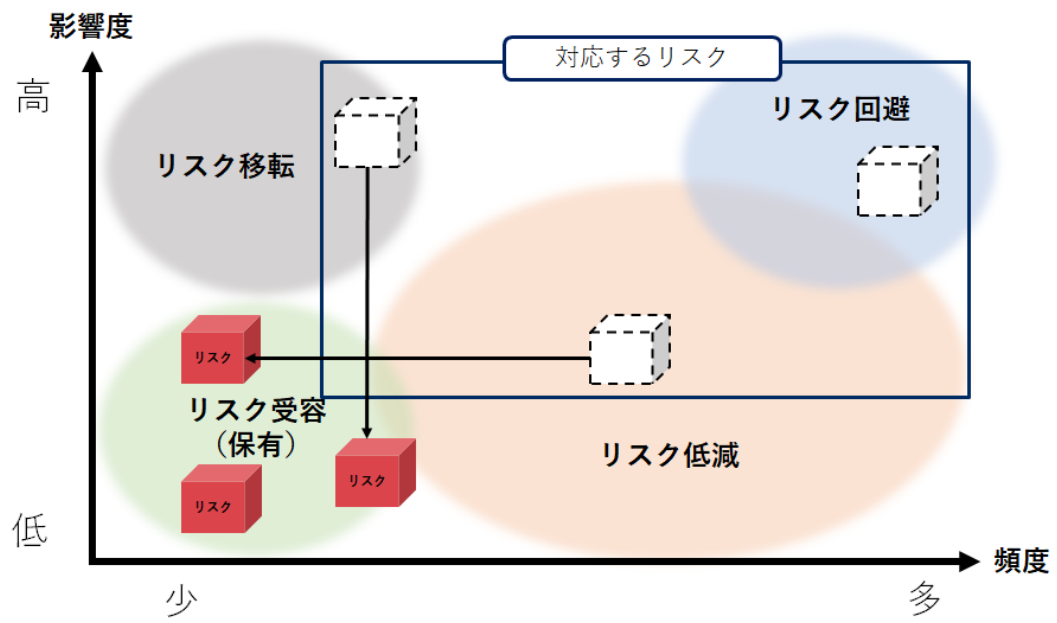 影響度
高
対応するリスク
リスク回避
リスク移転
リスク
リスク受容
（保有）
リスク低減
リスク
リスク
低
頻度
少
多